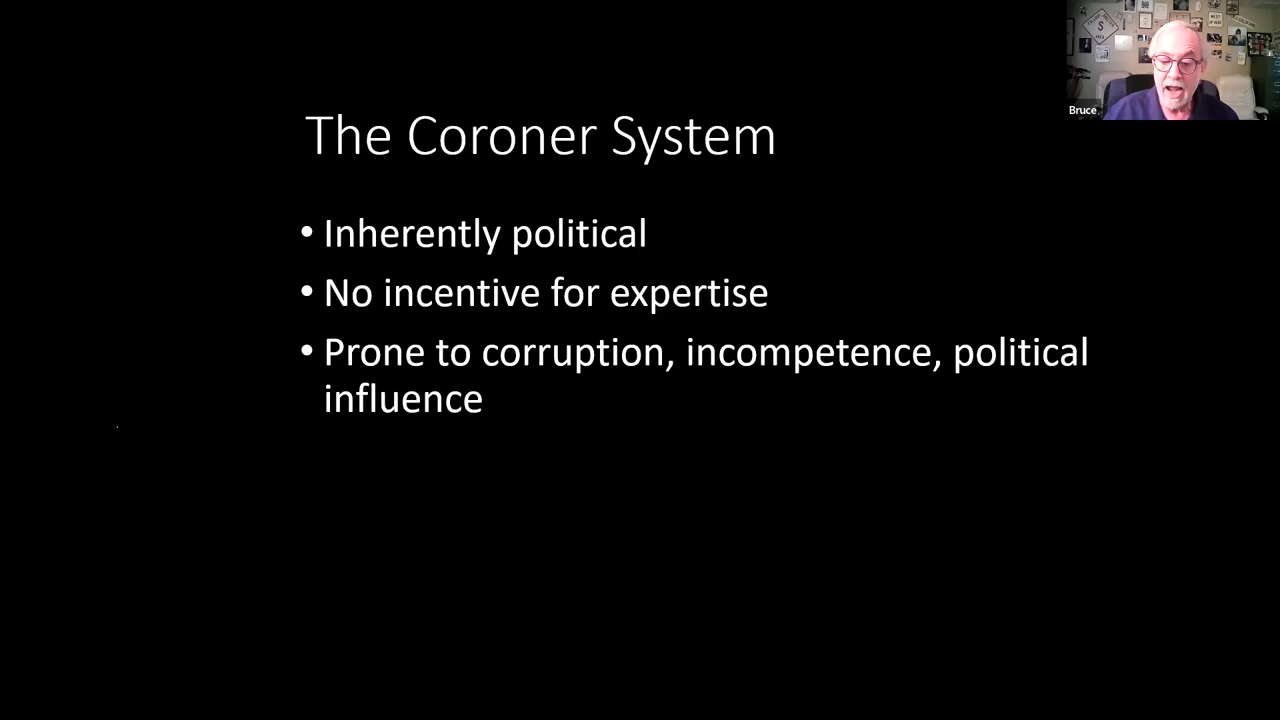 The Coroner System
• Inherently political
• No incentive for expertise
• Prone to corruption, incompetence, political
influence
Bruce
S